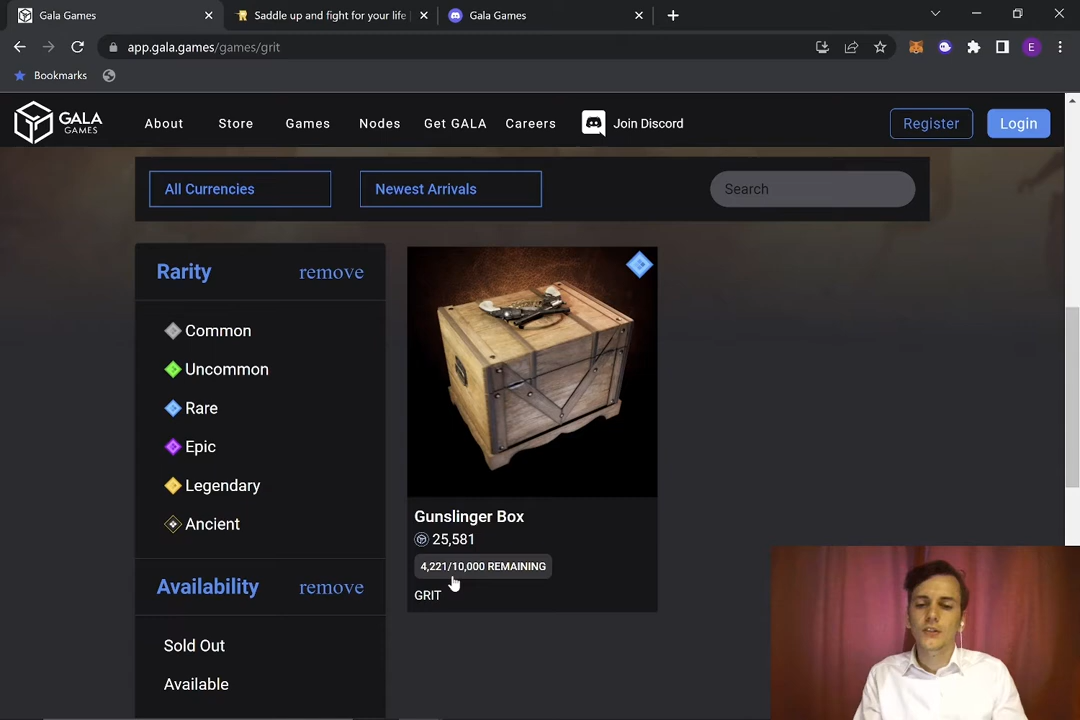 Gala Games
Saddle up and fight for your life
Gala Games
app.gala.games/games/grit
E
Bookmarks
GALA
GAMES
About
Store
Games
Nodes
Get GALA
Careers
Join Discord
Register
Login
All Currencies
Newest Arrivals
Search
Rarity
remove
Common
Uncommon
Rare
Epic
Legendary
Ancient
Availability
remove
Sold Out
Available
Gunslinger Box
25,581
4,221/10,000 REMAINING
GRIT